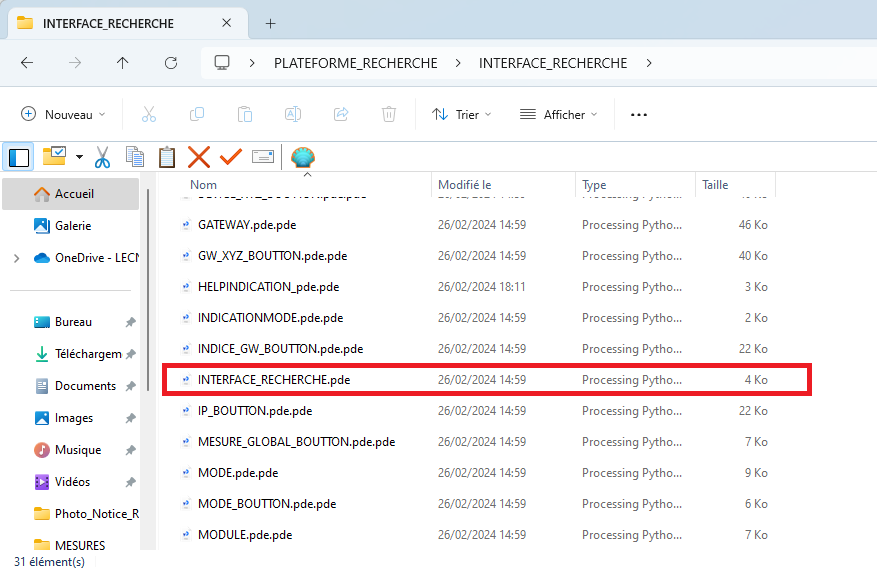 INTERFACE_RECHERCHE
PLATEFORME_RECHERCHE > INTERFACE_RECHERCHE >
Nouveau
Trier
Afficher
Nom Modifié le Type Taille
Accueil
Galerie
OneDrive - LECN
Bureau
Téléchargem
Documents
Images
Musique
Vidéos
Photo_Notice_R
MESURES
GATEWAY.pde.pde 26/02/2024 14:59 Processing Pytho... 46 Ko
GW_XYZ_BOUTTON.pde.pde 26/02/2024 14:59 Processing Pytho... 40 Ko
HELPINDICATION_pde.pde 26/02/2024 18:11 Processing Pytho... 3 Ko
INDICATIONMODE.pde.pde 26/02/2024 14:59 Processing Pytho... 2 Ko
INDICE_GW_BOUTTON.pde.pde 26/02/2024 14:59 Processing Pytho... 22 Ko
INTERFACE_RECHERCHE.pde 26/02/2024 14:59 Processing Pytho... 4 Ko
IP_BOUTTON.pde.pde 26/02/2024 14:59 Processing Pytho... 22 Ko
MESURE_GLOBAL_BOUTTON.pde.pde 26/02/2024 14:59 Processing Pytho... 7 Ko
MODE.pde.pde 26/02/2024 14:59 Processing Pytho... 9 Ko
MODE_BOUTTON.pde.pde 26/02/2024 14:59 Processing Pytho... 6 Ko
MODULE.pde.pde 26/02/2024 14:59 Processing Pytho... 7 Ko
31 élément(s)